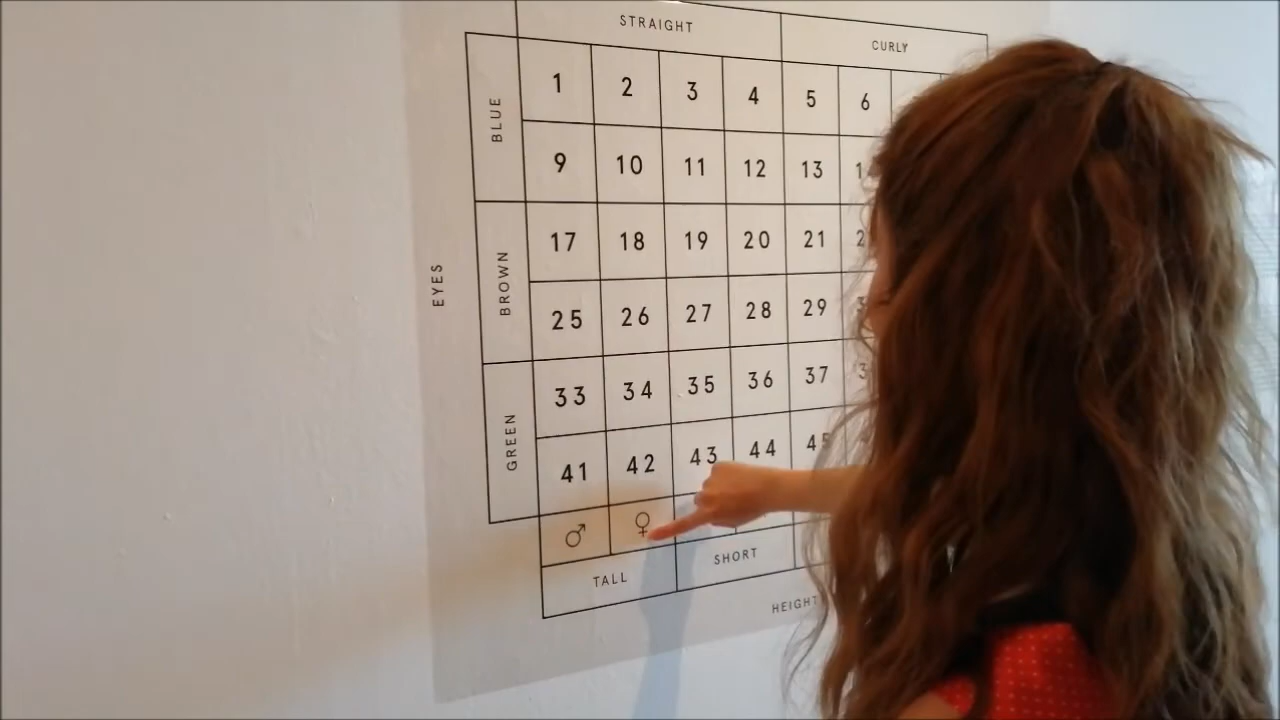 STRAIGHT CURLY
BLUE 1 2 3 4 5 6
9 10 11 12 13
EYES BROWN 17 18 19 20 21
25 26 27 28 29
GREEN 33 34 35 36 37
41 42 43 44 45
♂ ♀
TALL SHORT
HEIGHT